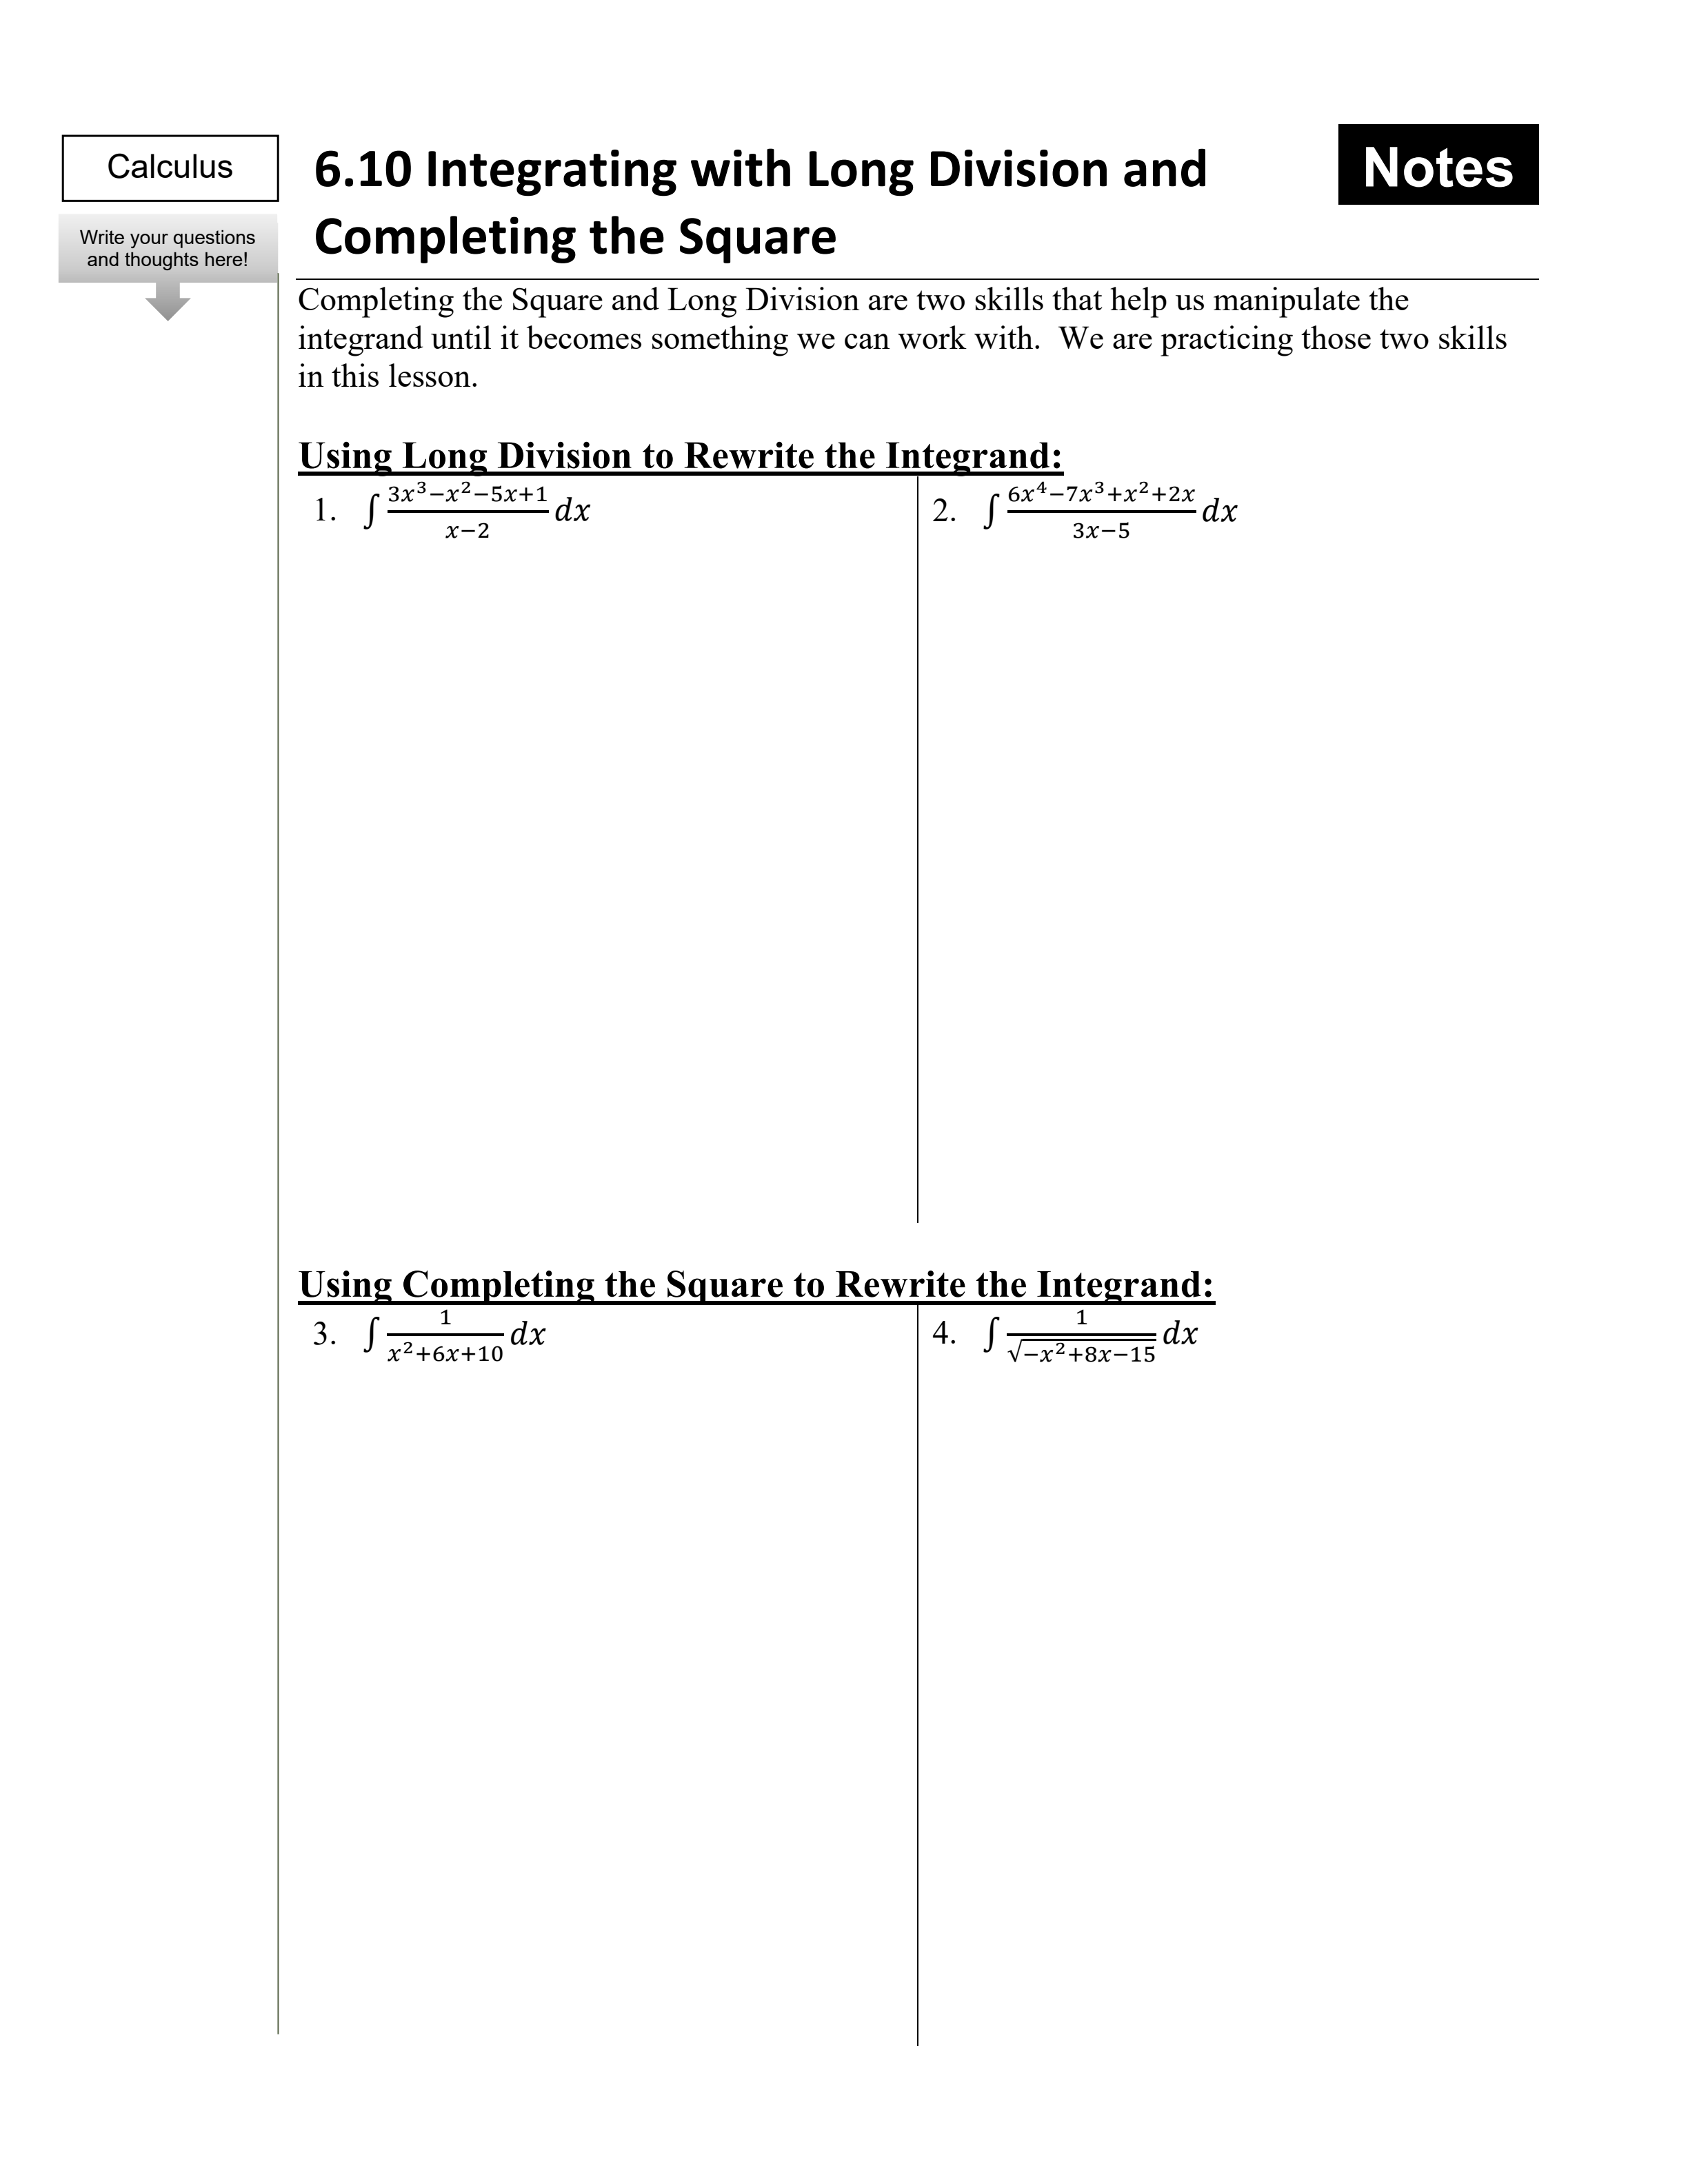 Calculus
6.10 Integrating with Long Division and
Completing the Square
Notes
Write your questions
and thoughts here!
Completing the Square and Long Division are two skills that help us manipulate the
integrand until it becomes something we can work with.  We are practicing those two skills
in this lesson.
Using Long Division to Rewrite the Integrand:
1. ∫ (3x³−x²−5x+1)/(x−2) dx
2. ∫ (6x⁴−7x³+x²+2x)/(3x−5) dx
Using Completing the Square to Rewrite the Integrand:
3. ∫ 1/(x²+6x+10) dx
4. ∫ 1/√(−x²+8x−15) dx